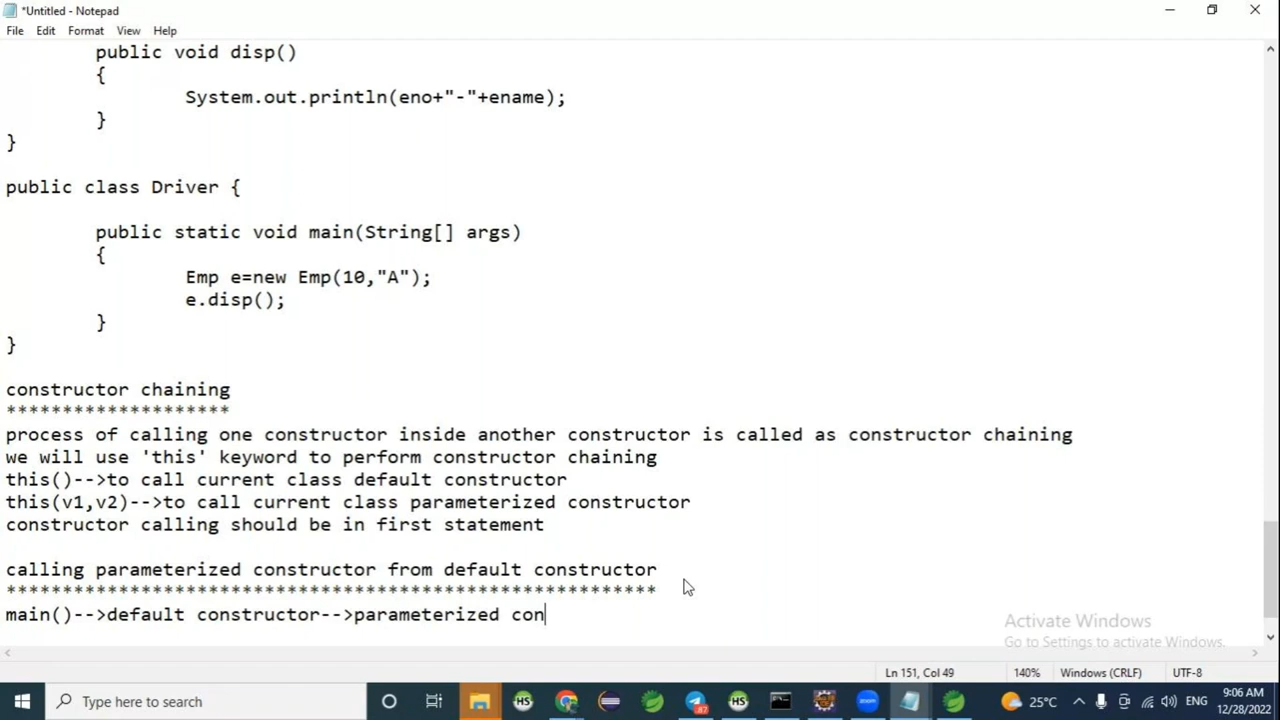 *Untitled - Notepad
File Edit Format View Help
public void disp()
{
System.out.println(eno+"-"+ename);
}
}
public class Driver {
public static void main(String[] args)
{
Emp e=new Emp(10,"A");
e.disp();
}
}
constructor chaining
********************
process of calling one constructor inside another constructor is called as constructor chaining
we will use 'this' keyword to perform constructor chaining
this()-->to call current class default constructor
this(v1,v2)-->to call current class parameterized constructor
constructor calling should be in first statement
calling parameterized constructor from default constructor
**********************************************************
main()-->default constructor-->parameterized con
Activate Windows
Go to Settings to activate Windows.
Ln 151, Col 49 140% Windows (CRLF) UTF-8
Type here to search
HS
87
HS
zoom
25°C
ENG
9:06 AM
12/28/2022